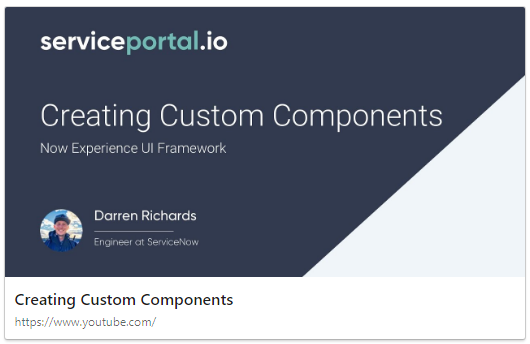 serviceportal.io
Creating Custom Components
Now Experience UI Framework
Darren Richards
Engineer at ServiceNow
Creating Custom Components
https://www.youtube.com/